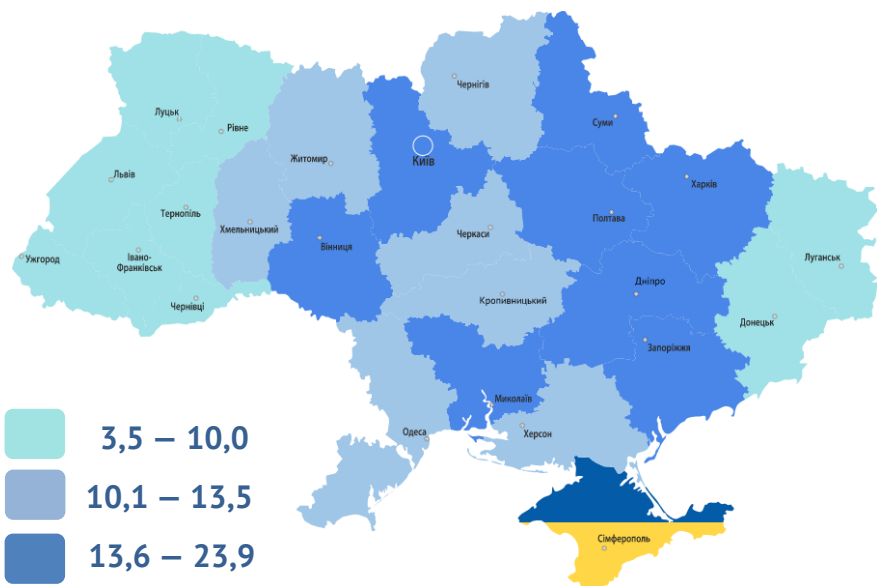 Чернігів
Луцьк
Рівне
Суми
Житомир
Київ
Львів
Харків
Тернопіль
Полтава
Хмельницький
Черкаси
Вінниця
Ужгород
Івано-
Франківськ
Луганськ
Дніпро
Чернівці
Кропивницький
Донецьк
Запоріжжя
Миколаїв
Одеса
Херсон
3,5 – 10,0
10,1 – 13,5
13,6 – 23,9
Сімферополь